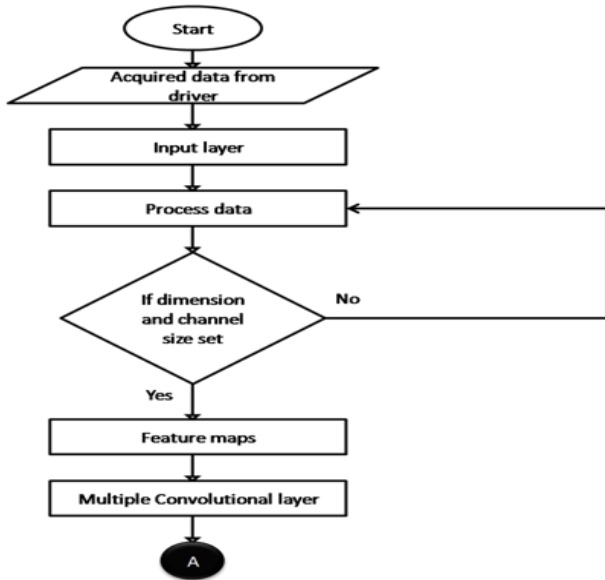 Start
Acquired data from
driver
Input layer
Process data
If dimension
and channel
size set
No
Yes
Feature maps
Multiple Convolutional layer
A